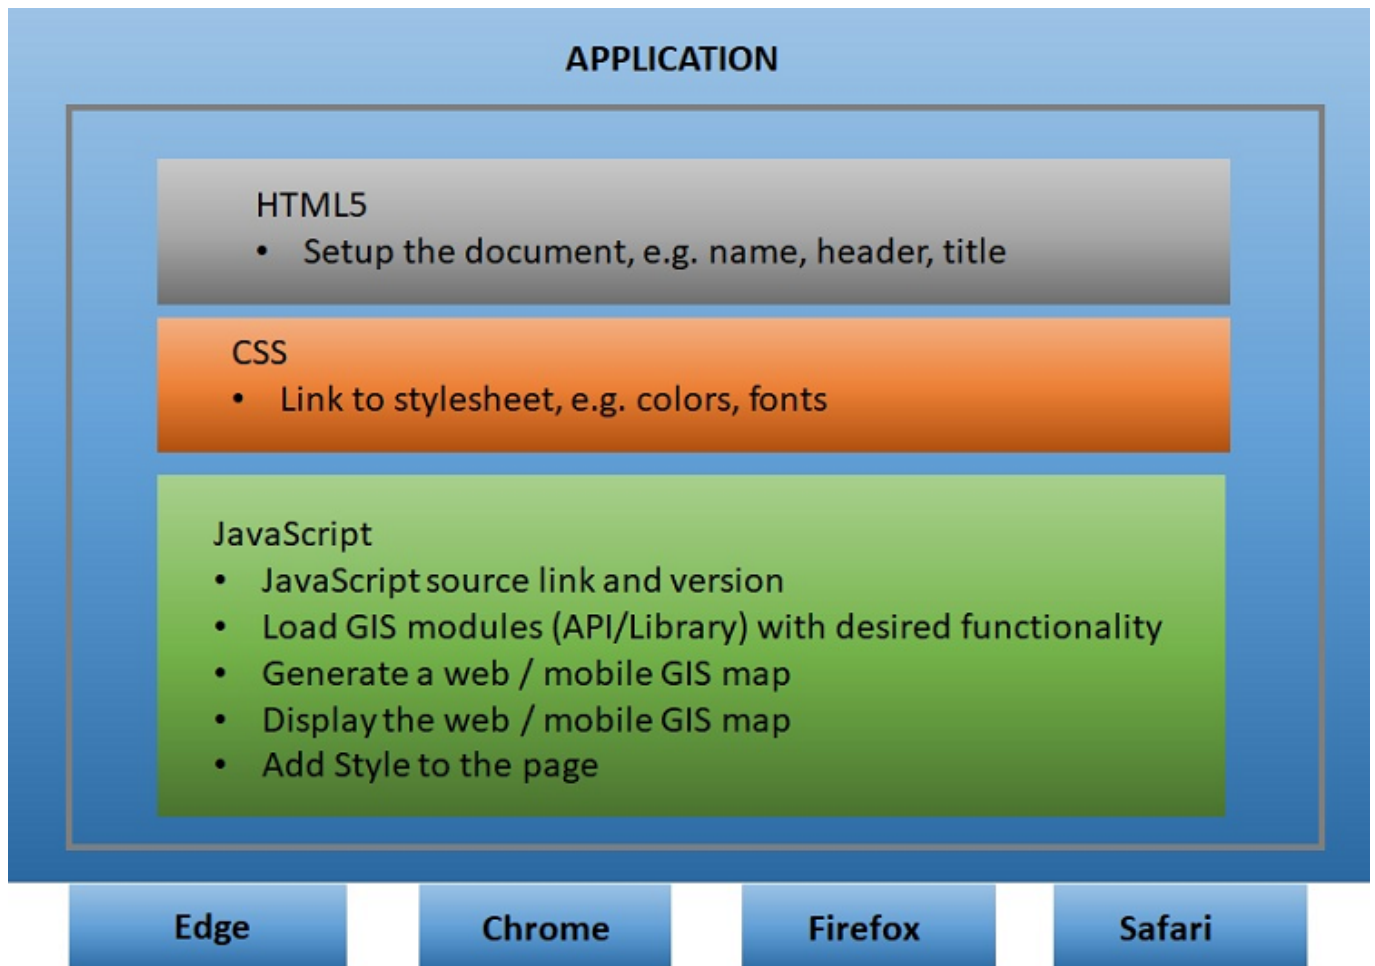 APPLICATION
HTML5
• Setup the document, e.g. name, header, title
CSS
• Link to stylesheet, e.g. colors, fonts
JavaScript
• JavaScript source link and version
• Load GIS modules (API/Library) with desired functionality
• Generate a web / mobile GIS map
• Display the web / mobile GIS map
• Add Style to the page
Edge Chrome Firefox Safari